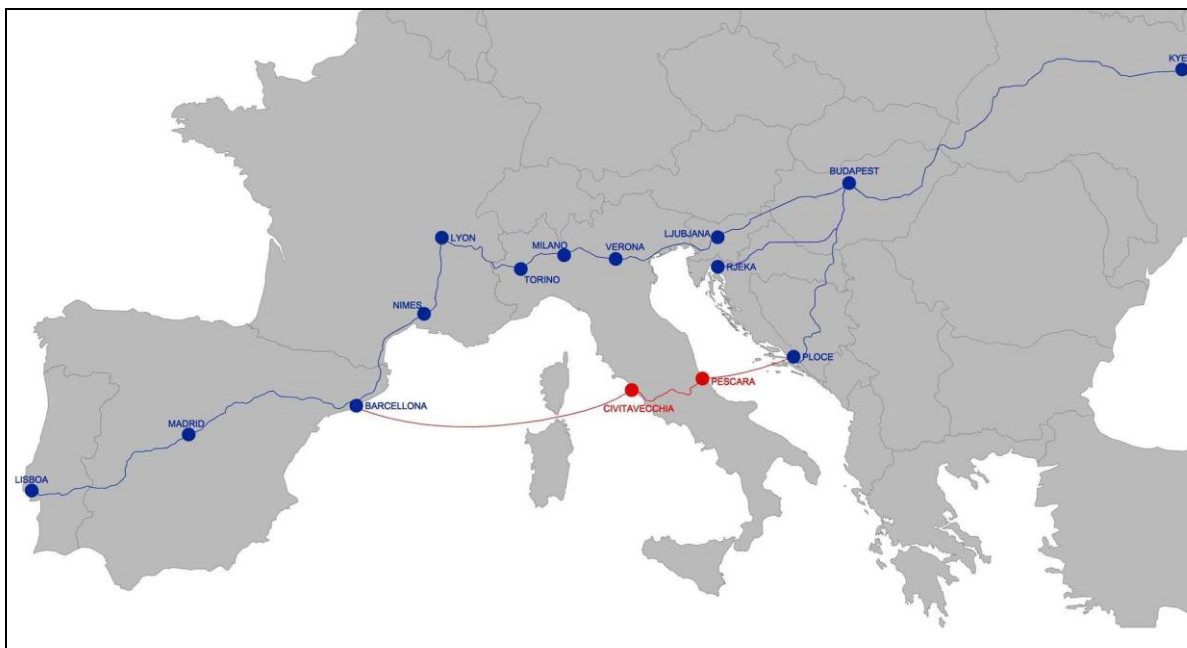 KYE
BUDAPEST
LYON
MILANO
VERONA
LJUBJANA
TORINO
RJEKA
NIMES
PLOCE
PESCARA
BARCELLONA
CIVITAVECCHIA
MADRID
LISBOA